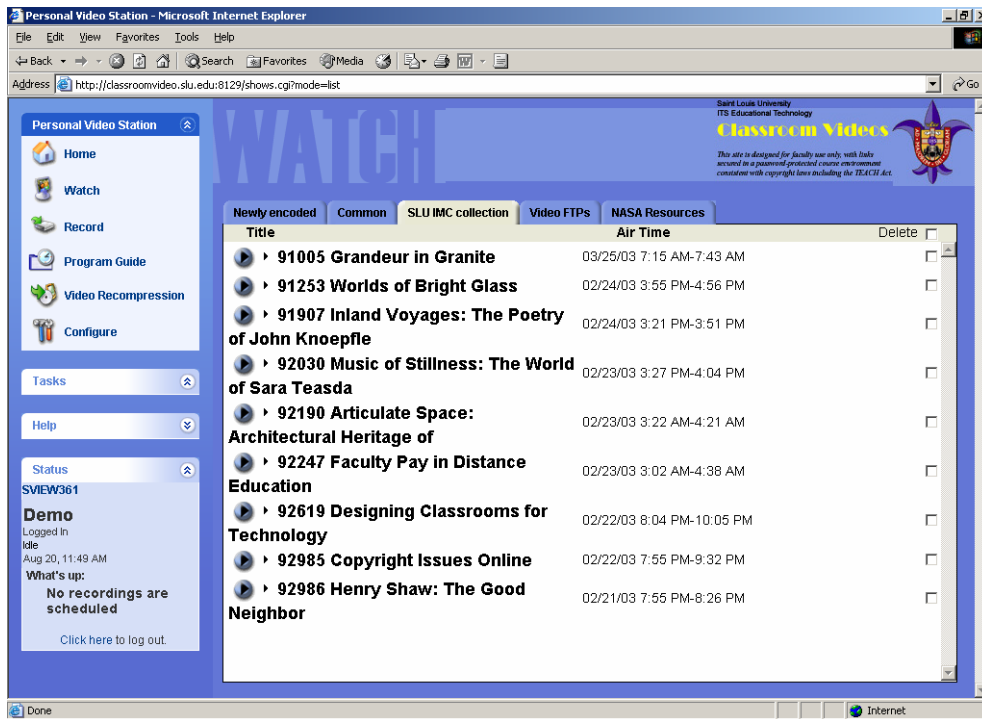 Personal Video Station - Microsoft Internet Explorer
File Edit View Favorites Tools Help
Back Search Favorites Media
Address http://classroomvideo.slu.edu:8129/shows.cgi?mode=list Go
Saint Louis University
ITS Educational Technology
Classroom Videos
This site is designed for faculty use only, with links
secured in a password-protected course environment
consistent with copyright laws including the TEACH Act.
WATCH
Personal Video Station
Home
Watch
Record
Program Guide
Video Recompression
Configure
Tasks
Help
Status
SVIEW361
Demo
Logged In
Idle
Aug 20, 11:49 AM
What's up:
No recordings are
scheduled
Click here to log out.
Newly encoded Common SLU IMC collection Video FTPs NASA Resources
Title Air Time Delete
91005 Grandeur in Granite 03/25/03 7:15 AM-7:43 AM
91253 Worlds of Bright Glass 02/24/03 3:55 PM-4:56 PM
91907 Inland Voyages: The Poetry
of John Knoepfle 02/24/03 3:21 PM-3:51 PM
92030 Music of Stillness: The World
of Sara Teasda 02/23/03 3:27 PM-4:04 PM
92190 Articulate Space:
Architectural Heritage of 02/23/03 3:22 AM-4:21 AM
92247 Faculty Pay in Distance
Education 02/23/03 3:02 AM-4:38 AM
92619 Designing Classrooms for
Technology 02/22/03 8:04 PM-10:05 PM
92985 Copyright Issues Online 02/22/03 7:55 PM-9:32 PM
92986 Henry Shaw: The Good
Neighbor 02/21/03 7:55 PM-8:26 PM
Done Internet